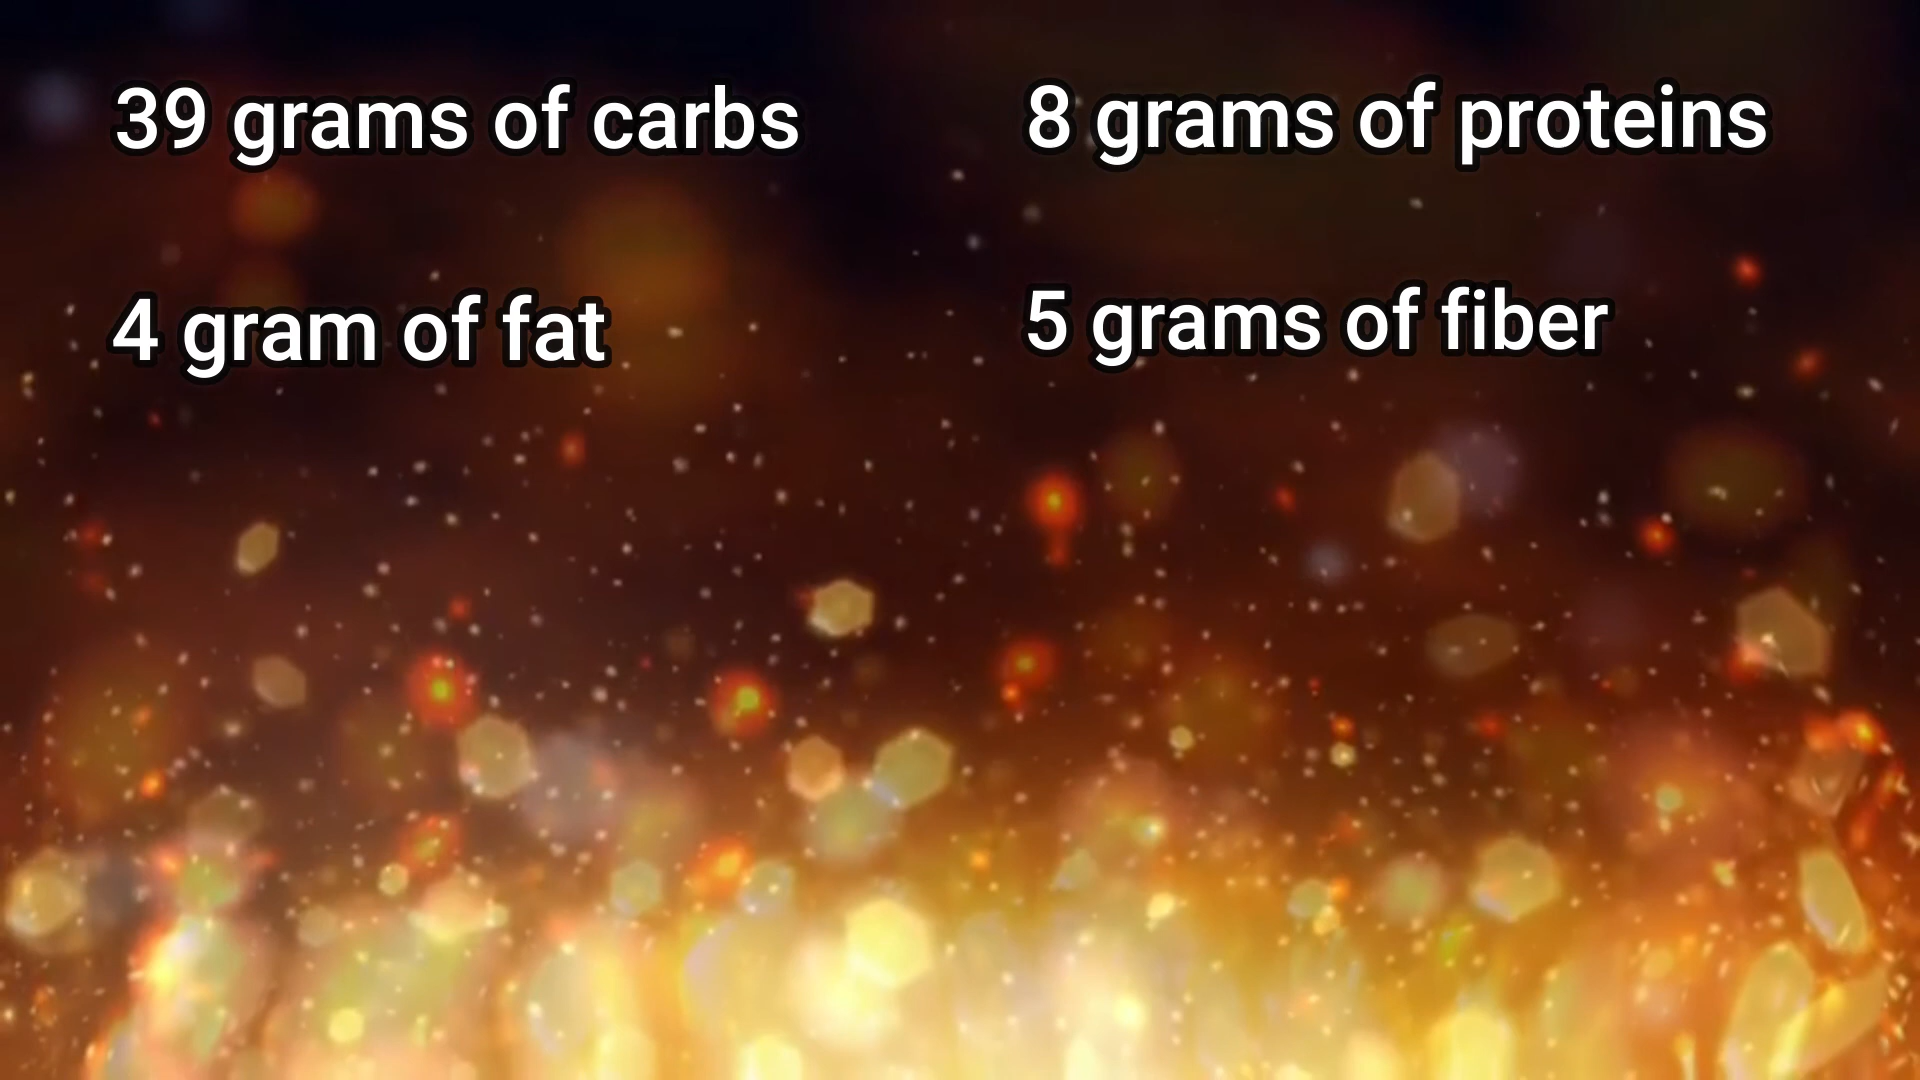 39 grams of carbs
8 grams of proteins
4 gram of fat
5 grams of fiber